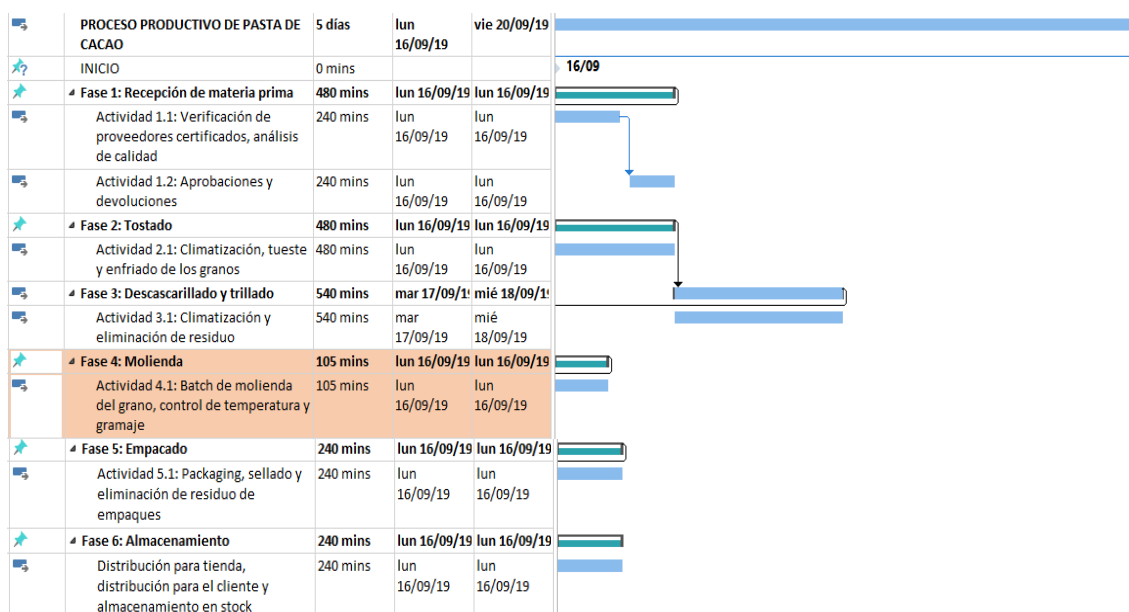 PROCESO PRODUCTIVO DE PASTA DE 5 días lun vie 20/09/19
CACAO 16/09/19
INICIO 0 mins 16/09
Fase 1: Recepción de materia prima 480 mins lun 16/09/19 lun 16/09/19
Actividad 1.1: Verificación de 240 mins lun lun
proveedores certificados, análisis 16/09/19 16/09/19
de calidad
Actividad 1.2: Aprobaciones y 240 mins lun lun
devoluciones 16/09/19 16/09/19
Fase 2: Tostado 480 mins lun 16/09/19 lun 16/09/19
Actividad 2.1: Climatización, tueste 480 mins lun lun
y enfriado de los granos 16/09/19 16/09/19
Fase 3: Descascarillado y trillado 540 mins mar 17/09/1 mié 18/09/1
Actividad 3.1: Climatización y 540 mins mar mié
eliminación de residuo 17/09/19 18/09/19
Fase 4: Molienda 105 mins lun 16/09/19 lun 16/09/19
Actividad 4.1: Batch de molienda 105 mins lun lun
del grano, control de temperatura y 16/09/19 16/09/19
gramaje
Fase 5: Empacado 240 mins lun 16/09/19 lun 16/09/19
Actividad 5.1: Packaging, sellado y 240 mins lun lun
eliminación de residuo de 16/09/19 16/09/19
empaques
Fase 6: Almacenamiento 240 mins lun 16/09/19 lun 16/09/19
Distribución para tienda, 240 mins lun lun
distribución para el cliente y 16/09/19 16/09/19
almacenamiento en stock